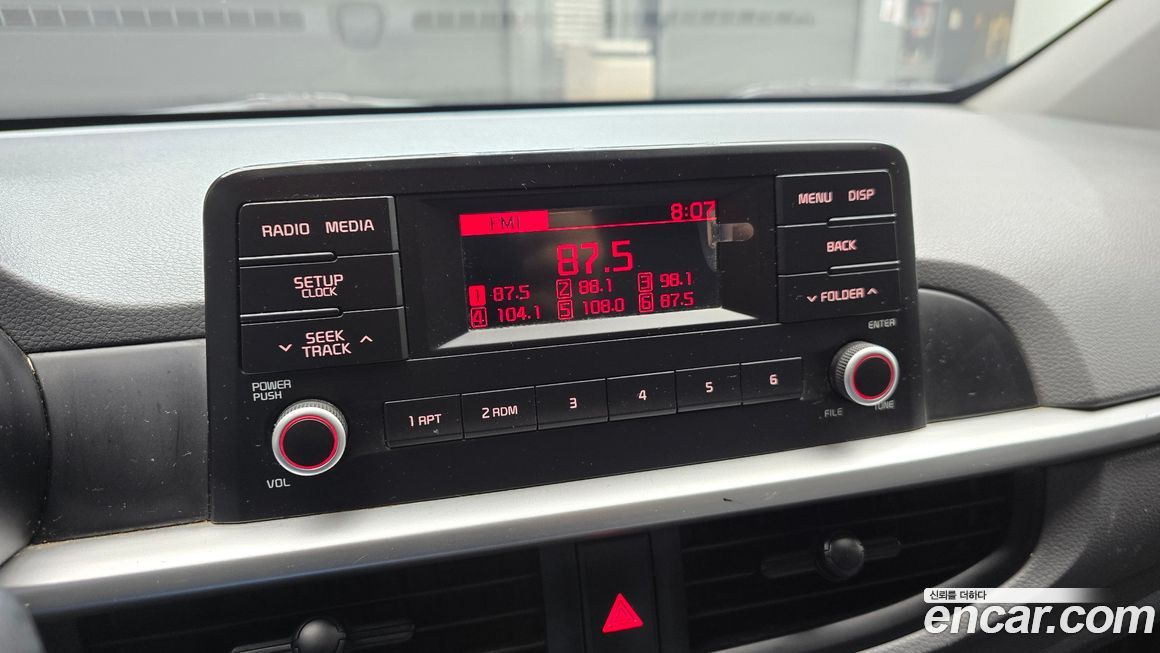 RADIO MEDIA
SETUP
CLOCK
SEEK
TRACK
POWER
PUSH
VOL
FM1 8:07
87.5
1 87.5 2 88.1 3 98.1
4 104.1 5 108.0 6 87.5
MENU DISP
BACK
FOLDER
ENTER
FILE TUNE
1 RPT 2 RDM 3 4 5 6
신뢰를 더하다
encar.com